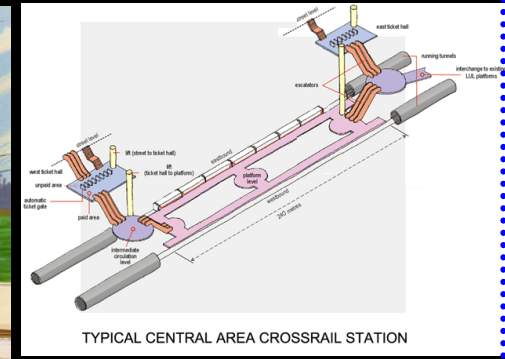 street level
east ticket hall
running tunnels
interchange to existing
LUL platforms
escalators
street level
lift (street to ticket hall)
lift
(ticket hall to platform)
west ticket hall
unpaid area
automatic
ticket gate
paid area
eastbound
platform
level
westbound
240 metres
intermediate
circulation
level
TYPICAL CENTRAL AREA CROSSRAIL STATION